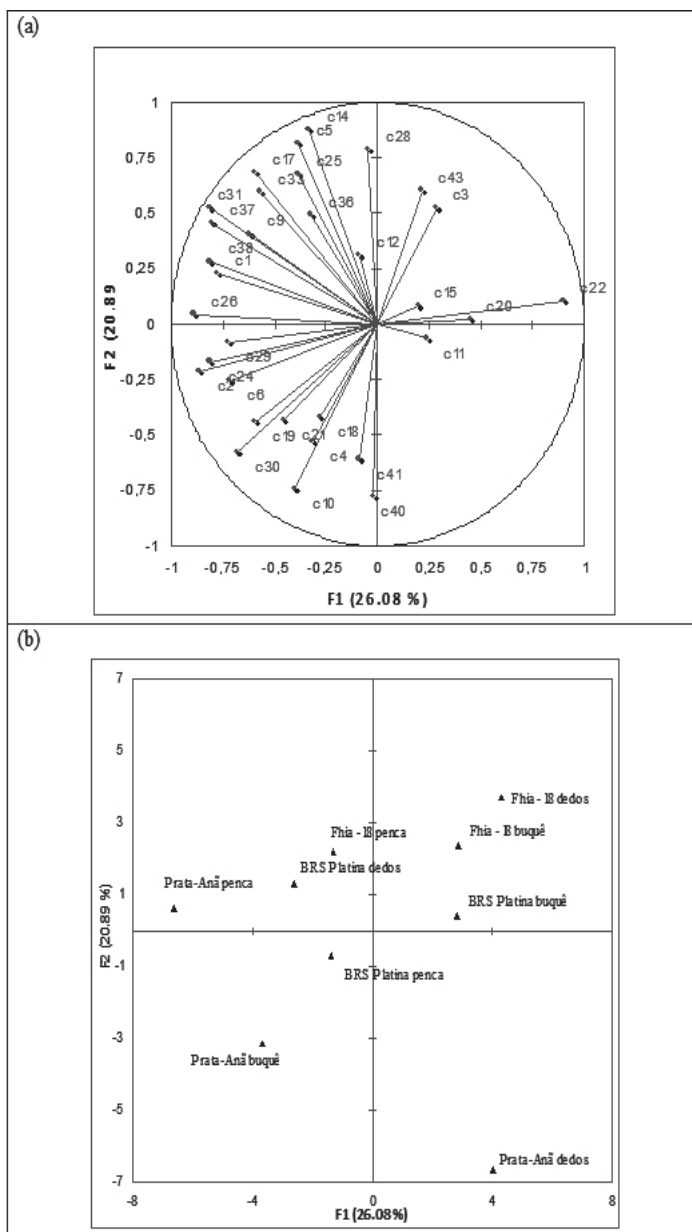 (a)
1
c14
c5
c28
0,75
c17
c25
c33
c43
c31
c3
0,5
c37
c36
c9
c12
c38
0,25
c1
c15
c22
c26
c20
0
c11
c29
c24
-0,25
c2
c6
c18
-0,5
c19
c21
c30
c4
c41
-0,75
c10
c40
-1
-1 -0,75 -0,5 -0,25 0 0,25 0,5 0,75 1
F2 (20.89
F1 (26.08 %)
(b)
7
5
Fhia - 18 dedos
3
Fhia - 18 penca
Fhia - 18 buquê
BRS Platina dedos
Prata-Anã penca
1
BRS Platina buquê
-1
BRS Platina penca
-3
Prata-Anã buquê
-5
Prata-Anã dedos
-7
-8 -4 0 4 8
F2 (20.89 %)
F1 (26.08%)